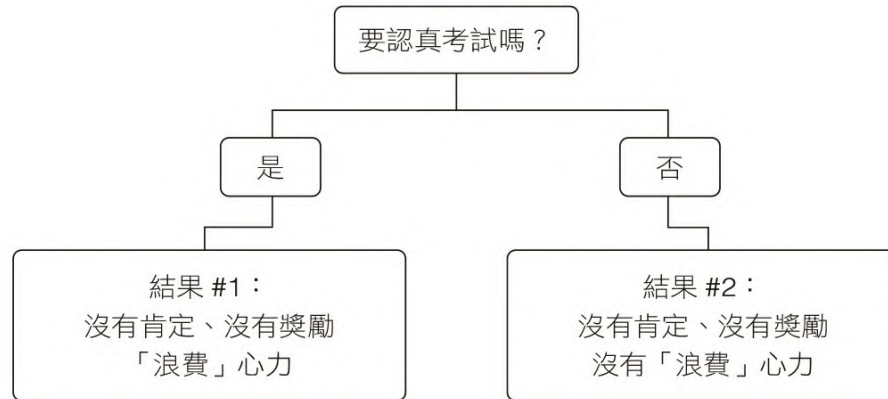 要認真考試嗎？
是
否
結果 #1：
沒有肯定、沒有獎勵
「浪費」心力
結果 #2：
沒有肯定、沒有獎勵
沒有「浪費」心力